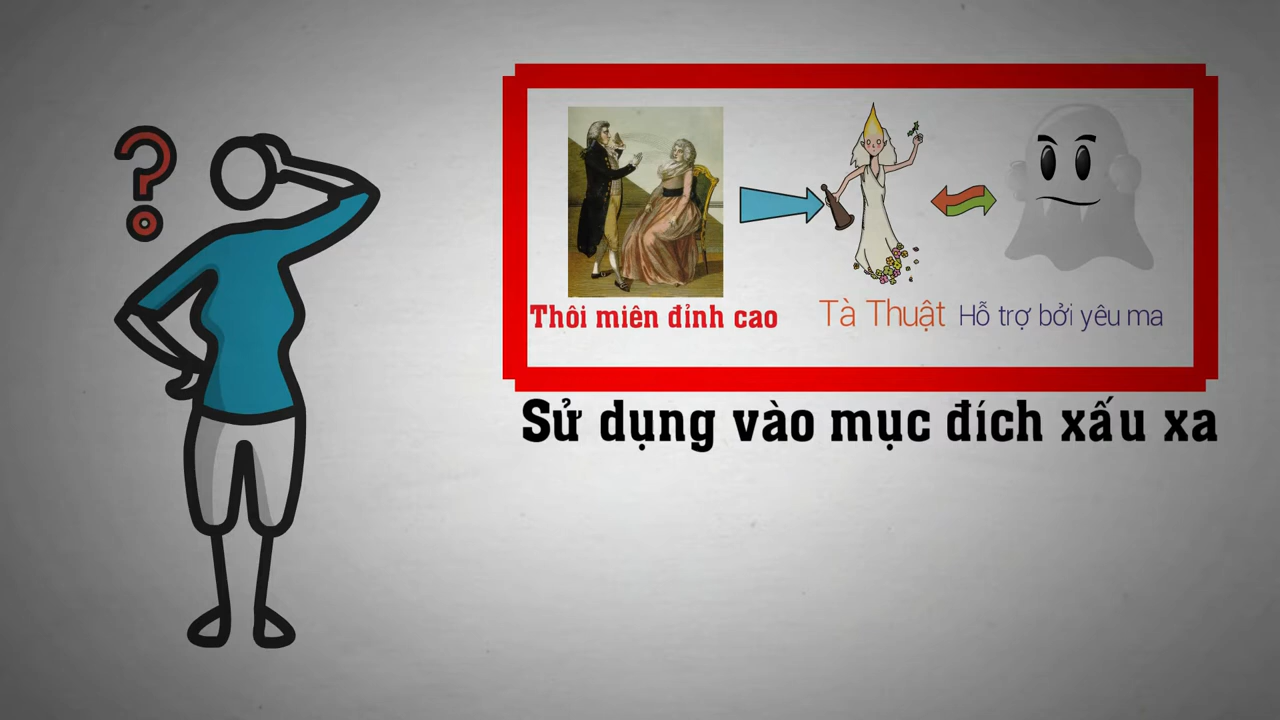 ?
Thôi miên đỉnh cao
Tà Thuật
Hỗ trợ bởi yêu ma
Sử dụng vào mục đích xấu xa